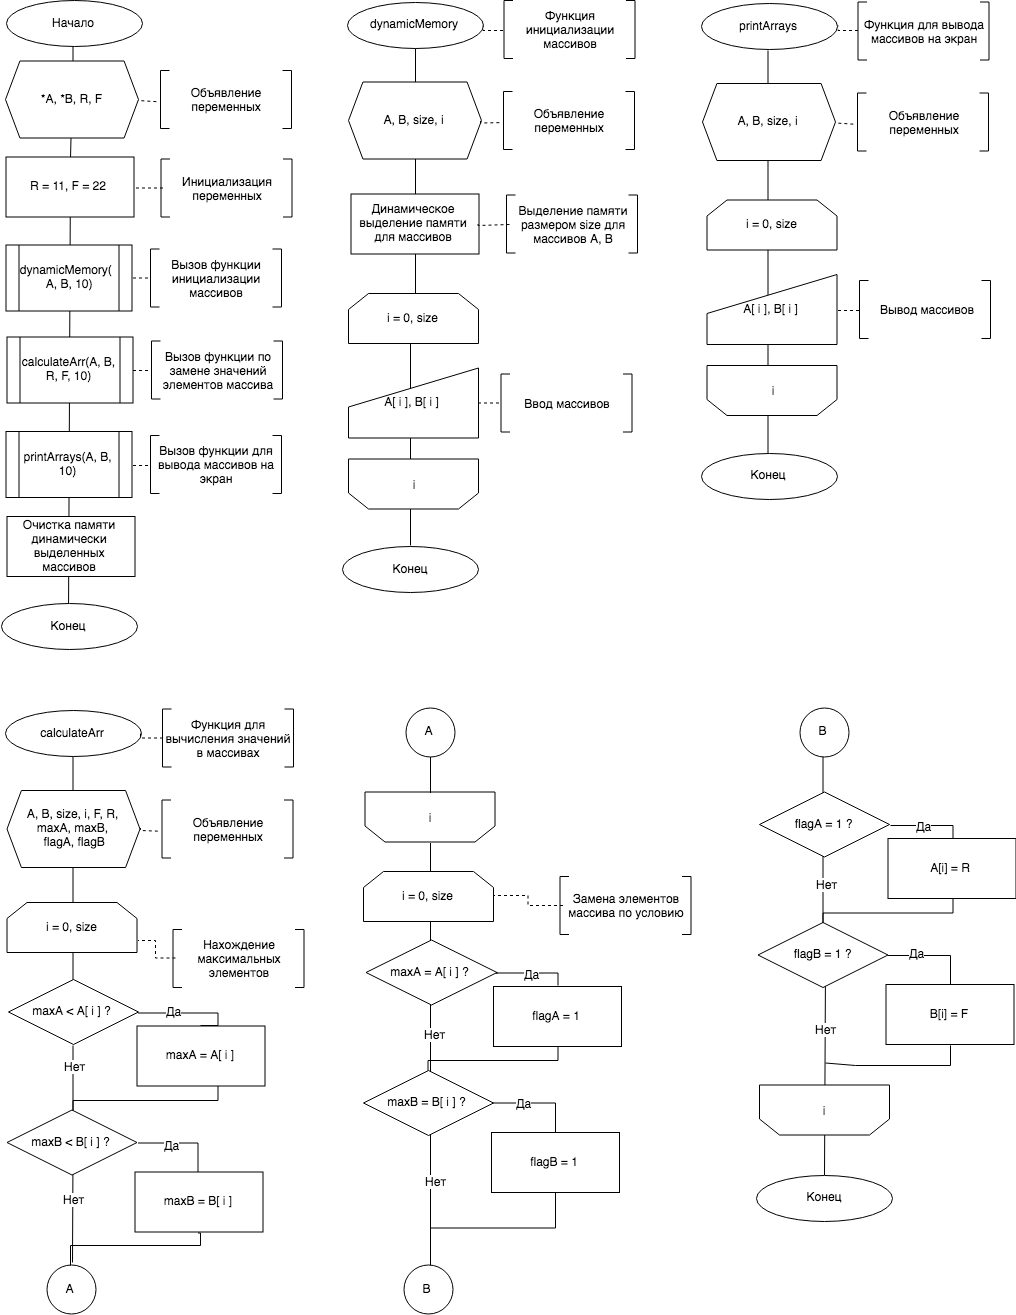 Начало
*A, *B, R, F
Объявление
переменных
R = 11, F = 22
Инициализация
переменных
dynamicMemory(
A, B, 10)
Вызов функции
инициализации
массивов
calculateArr(A, B,
R, F, 10)
Вызов функции по
замене значений
элементов массива
printArrays(A, B,
10)
Вызов функции для
вывода массивов на
экран
Очистка памяти
динамически
выделенных
массивов
Конец
dynamicMemory
Функция
инициализации
массивов
A, B, size, i
Объявление
переменных
Динамическое
выделение памяти
для массивов
Выделение памяти
размером size для
массивов A, B
i = 0, size
A[ i ], B[ i ]
Ввод массивов
i
Конец
printArrays
Функция для вывода
массивов на экран
A, B, size, i
Объявление
переменных
i = 0, size
A[ i ], B[ i ]
Вывод массивов
i
Конец
calculateArr
Функция для
вычисления значений
в массивах
A, B, size, i, F, R,
maxA, maxB,
flagA, flagB
Объявление
переменных
i = 0, size
Нахождение
максимальных
элементов
maxA < A[ i ] ?
Да
maxA = A[ i ]
Нет
maxB < B[ i ] ?
Да
maxB = B[ i ]
Нет
A
A
i
i = 0, size
Замена элементов
массива по условию
maxA = A[ i ] ?
Да
flagA = 1
Нет
maxB = B[ i ] ?
Да
flagB = 1
Нет
B
B
flagA = 1 ?
Да
A[i] = R
Нет
flagB = 1 ?
Да
B[i] = F
Нет
i
Конец